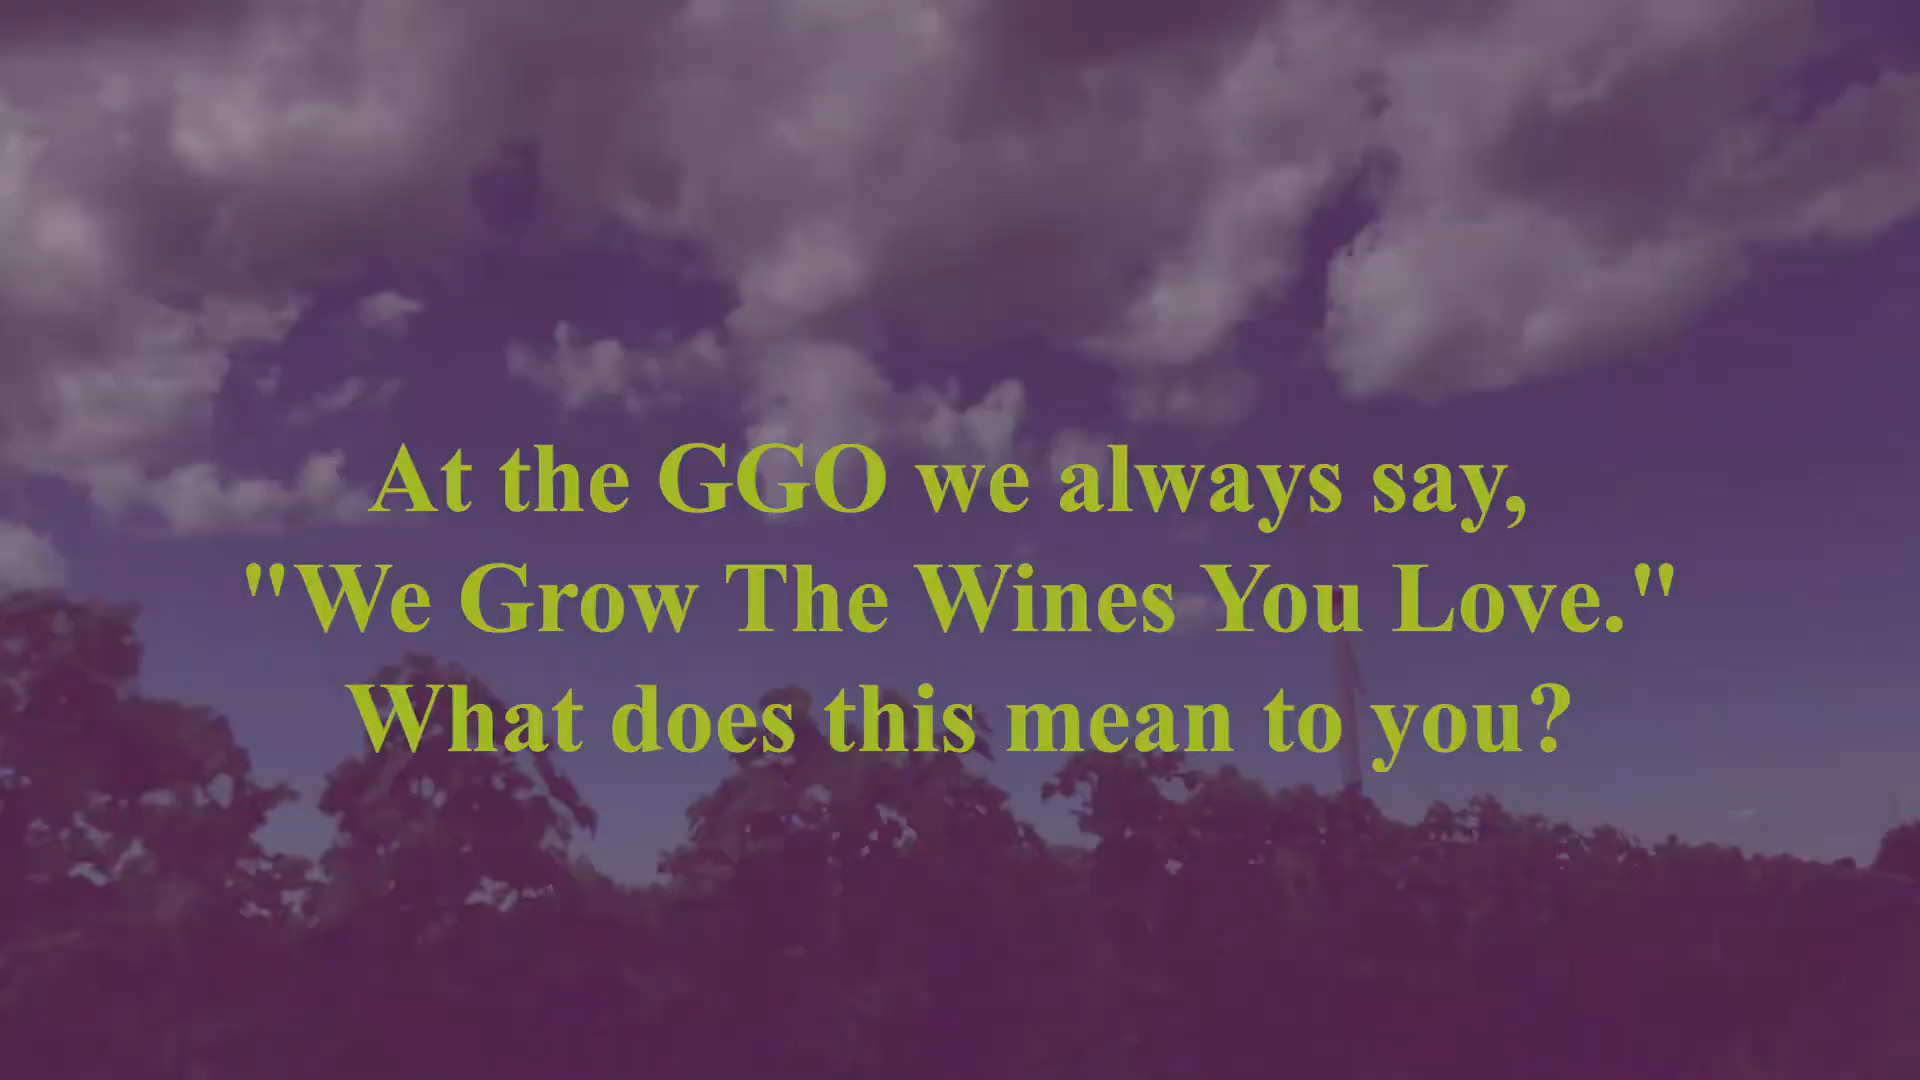 At the GGO we always say,
"We Grow The Wines You Love."
What does this mean to you?